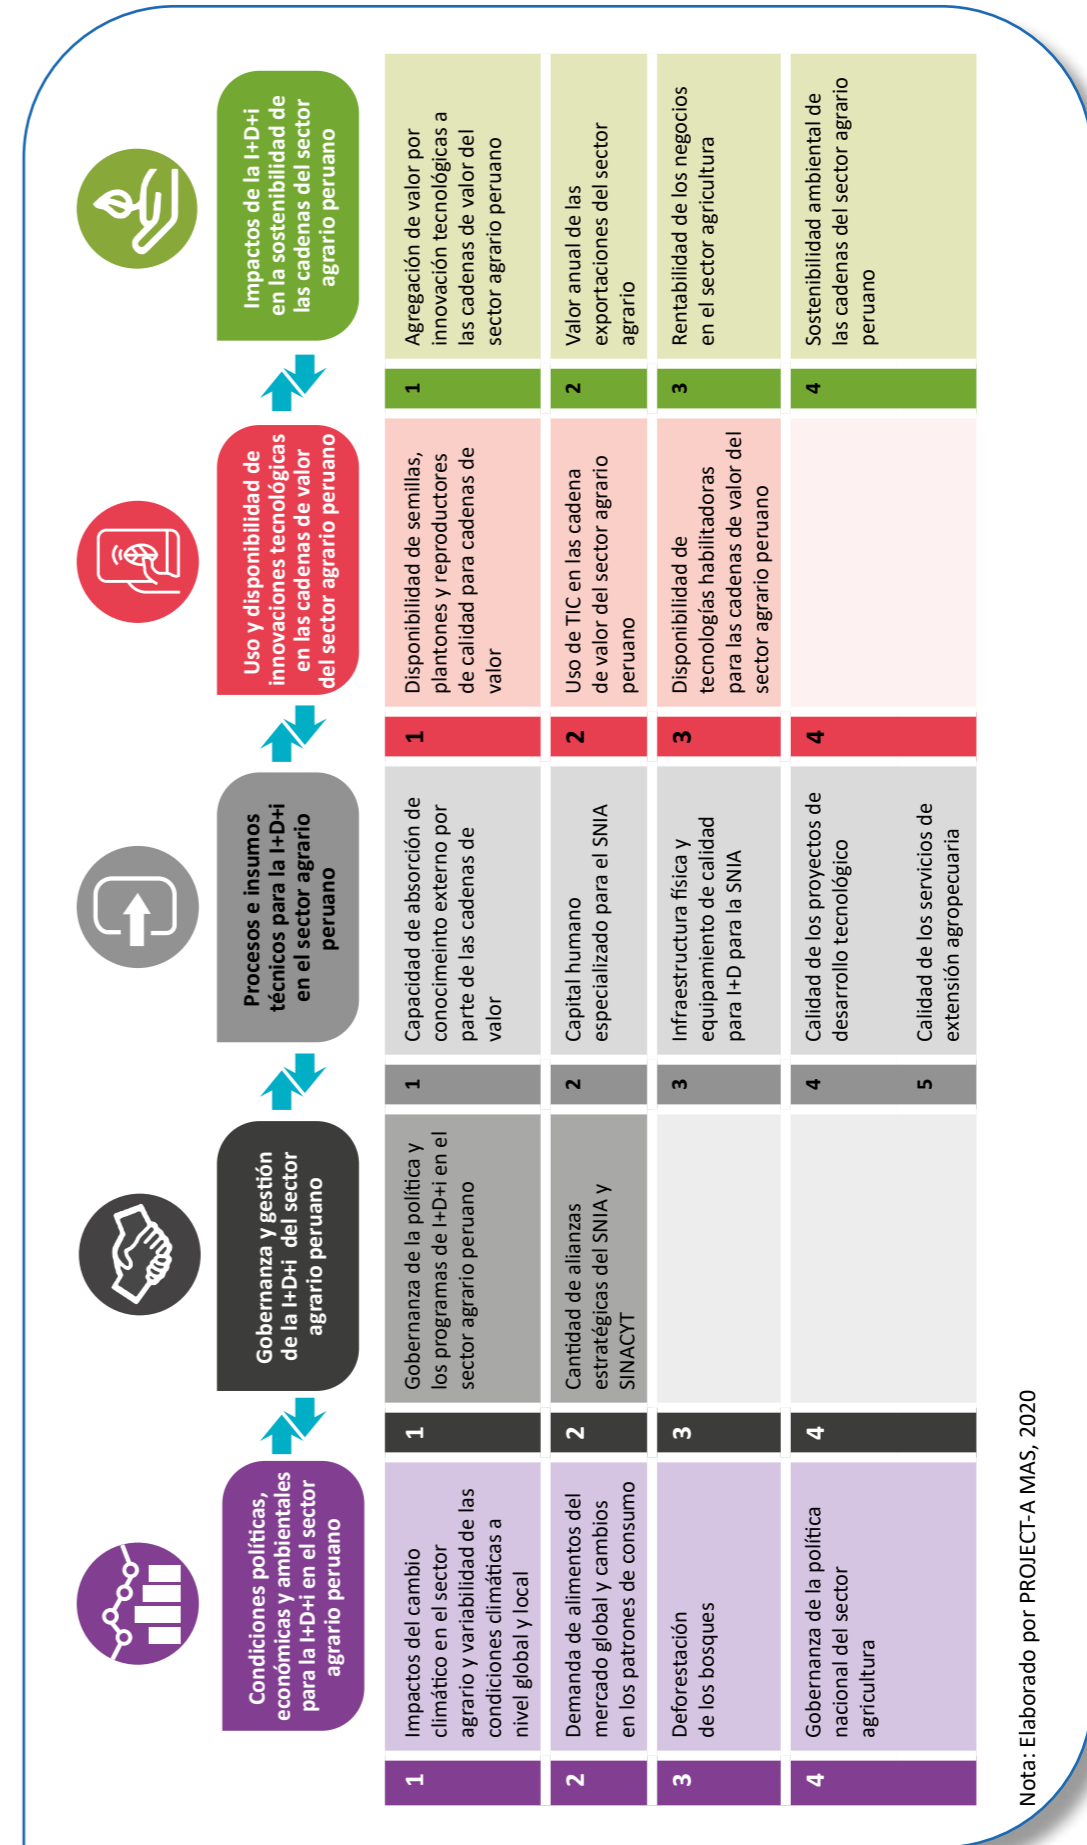 Condiciones políticas,
económicas y ambientales
para la I+D+i en el sector
agrario peruano
1
Impactos del cambio
climático en el sector
agrario y variabilidad de las
condiciones climáticas a
nivel global y local
2
Demanda de alimentos del
mercado global y cambios
en los patrones de consumo
3
Deforestación
de los bosques
4
Gobernanza de la política
nacional del sector
agricultura
Gobernanza y gestión
de la I+D+i del sector
agrario peruano
1
Gobernanza de la política y
los programas de I+D+i en el
sector agrario peruano
2
Cantidad de alianzas
estratégicas del SNIA y
SINACYT
3
4
Procesos e insumos
técnicos para la I+D+i
en el sector agrario
peruano
1
Capacidad de absorción de
conocimeinto externo por
parte de las cadenas de
valor
2
Capital humano
especializado para el SNIA
3
Infraestructura física y
equipamiento de calidad
para I+D para la SNIA
4
Calidad de los proyectos de
desarrollo tecnológico
5
Calidad de los servicios de
extensión agropecuaria
Uso y disponibilidad de
innovaciones tecnológicas
en las cadenas de valor
del sector agrario peruano
1
Disponibilidad de semillas,
plantones y reproductores
de calidad para cadenas de
valor
2
Uso de TIC en las cadena
de valor del sector agrario
peruano
3
Disponibilidad de
tecnologías habilitadoras
para las cadenas de valor del
sector agrario peruano
4
Impactos de la I+D+i
en la sostenibilidad de
las cadenas del sector
agrario peruano
1
Agregación de valor por
innovación tecnológicas a
las cadenas de valor del
sector agrario peruano
2
Valor anual de las
exportaciones del sector
agrario
3
Rentabilidad de los negocios
en el sector agricultura
4
Sostenibilidad ambiental de
las cadenas del sector agrario
peruano
Nota: Elaborado por PROJECT-A MAS, 2020